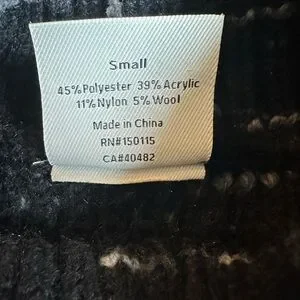 Small
45%Polyester 39%Acrylic
11%Nylon 5%Wool
Made in China
RN#150115
CA#40482